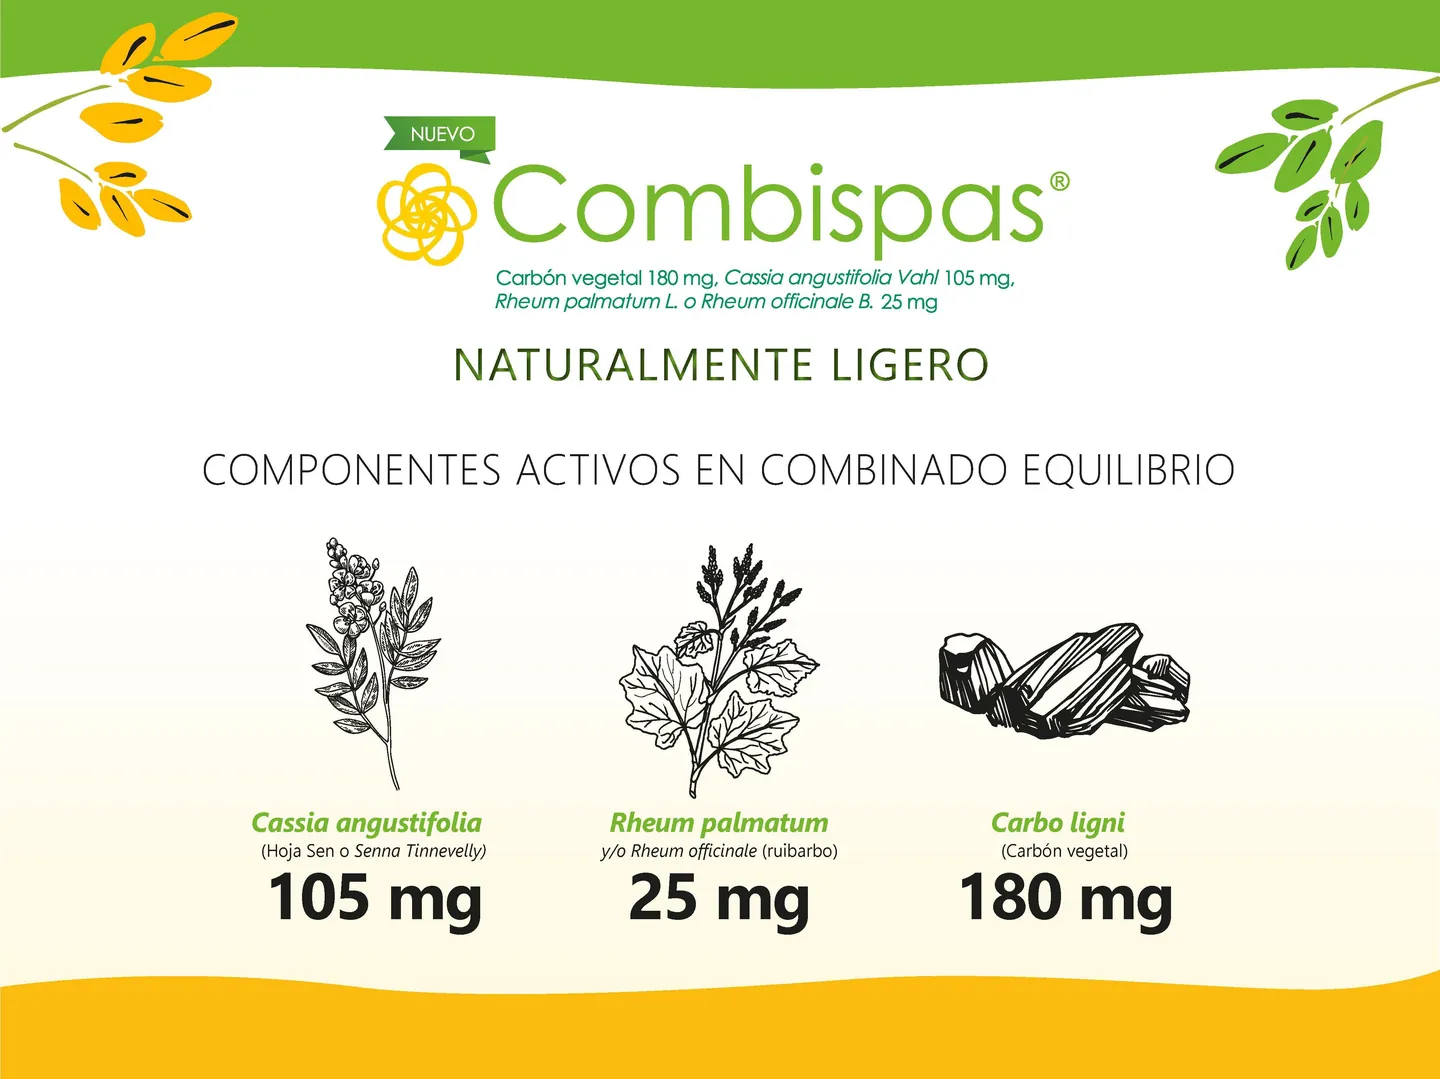 NUEVO
Combispas®
Carbón vegetal 180 mg, Cassia angustifolia Vahl 105 mg,
Rheum palmatum L. o Rheum officinale B. 25 mg
NATURALMENTE LIGERO
COMPONENTES ACTIVOS EN COMBINADO EQUILIBRIO
Cassia angustifolia
(Hoja Sen o Senna Tinnevelly)
105 mg
Rheum palmatum
y/o Rheum officinale (ruibarbo)
25 mg
Carbo ligni
(Carbón vegetal)
180 mg